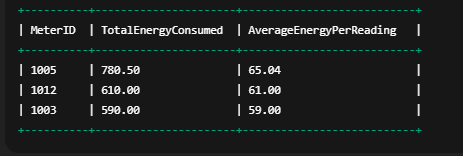 +----------+----------------------+--------------------------+
| MeterID | TotalEnergyConsumed | AverageEnergyPerReading |
+----------+----------------------+--------------------------+
| 1005 | 780.50 | 65.04 |
| 1012 | 610.00 | 61.00 |
| 1003 | 590.00 | 59.00 |
+----------+----------------------+--------------------------+